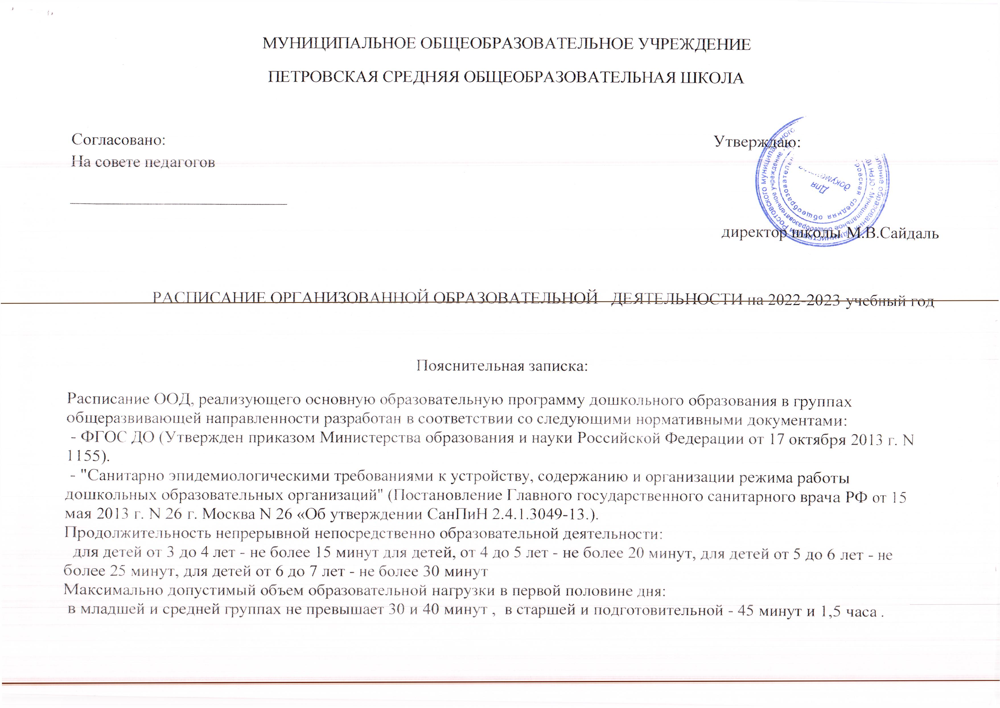 МУНИЦИПАЛЬНОЕ ОБЩЕОБРАЗОВАТЕЛЬНОЕ УЧРЕЖДЕНИЕ
ПЕТРОВСКАЯ СРЕДНЯЯ ОБЩЕОБРАЗОВАТЕЛЬНАЯ ШКОЛА
Согласовано:
На совете педагогов
Утверждаю:
Для
директор школы М.В.Сайдаль
РАСПИСАНИЕ ОРГАНИЗОВАННОЙ ОБРАЗОВАТЕЛЬНОЙ ДЕЯТЕЛЬНОСТИ на 2022-2023 учебный год
Пояснительная записка:
Расписание ООД, реализующего основную образовательную программу дошкольного образования в группах
общеразвивающей направленности разработан в соответствии со следующими нормативными документами:
- ФГОС ДО (Утвержден приказом Министерства образования и науки Российской Федерации от 17 октября 2013 г. N
1155).
- "Санитарно эпидемиологическими требованиями к устройству, содержанию и организации режима работы
дошкольных образовательных организаций" (Постановление Главного государственного санитарного врача РФ от 15
мая 2013 г. N 26 г. Москва N 26 «Об утверждении СанПиН 2.4.1.3049-13.).
Продолжительность непрерывной непосредственно образовательной деятельности:
для детей от 3 до 4 лет - не более 15 минут для детей, от 4 до 5 лет - не более 20 минут, для детей от 5 до 6 лет - не
более 25 минут, для детей от 6 до 7 лет - не более 30 минут
Максимально допустимый объем образовательной нагрузки в первой половине дня:
в младшей и средней группах не превышает 30 и 40 минут , в старшей и подготовительной - 45 минут и 1,5 часа .